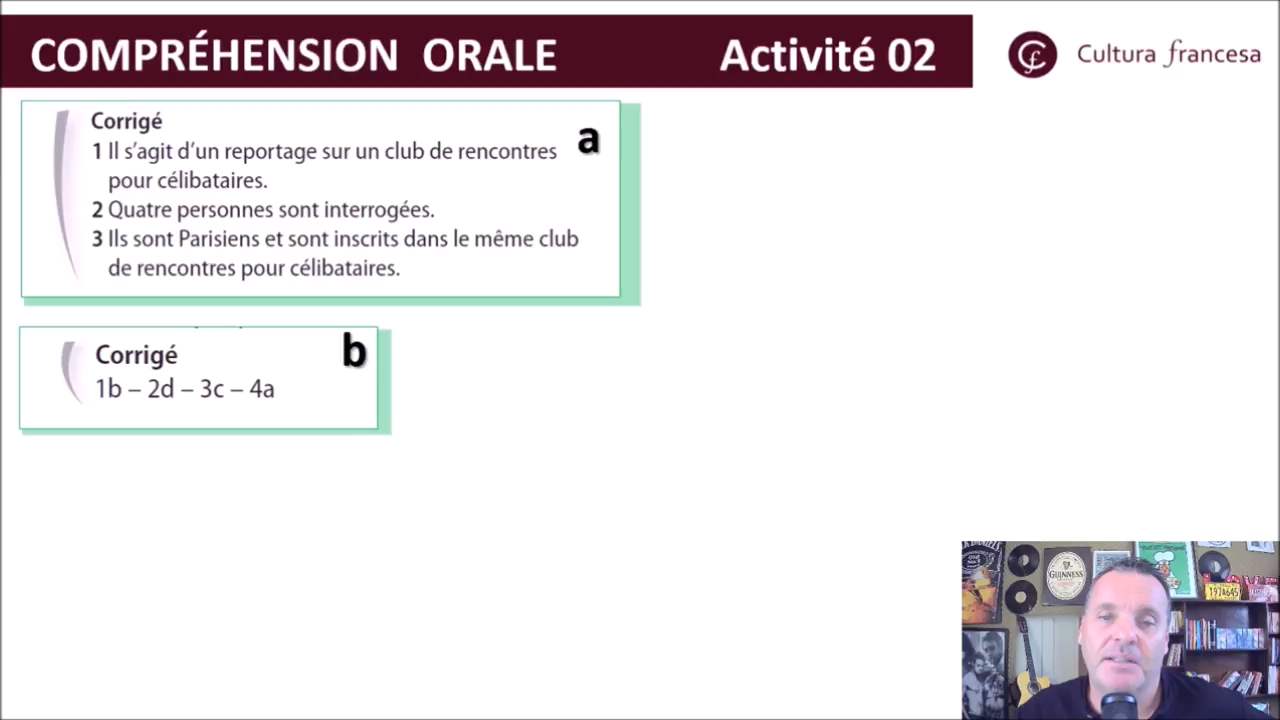 COMPRÉHENSION ORALE Activité 02
Cultura francesa
Corrigé
a
1 Il s'agit d'un reportage sur un club de rencontres
pour célibataires.
2 Quatre personnes sont interrogées.
3 Ils sont Parisiens et sont inscrits dans le même club
de rencontres pour célibataires.
Corrigé
b
1b – 2d – 3c – 4a
GUINNESS
197A645